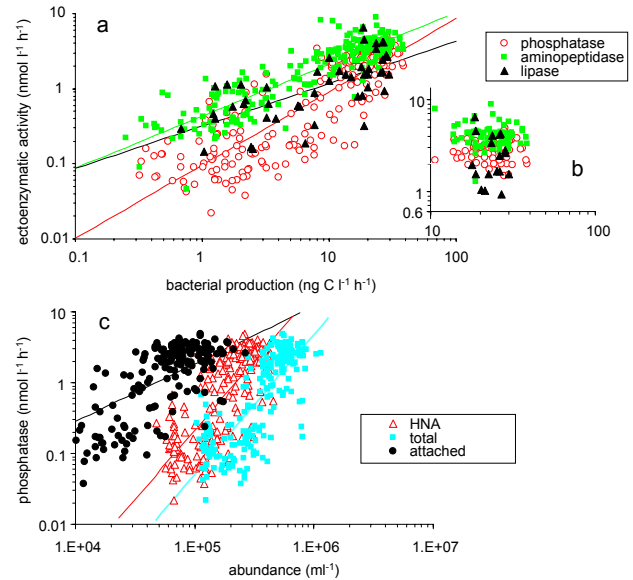 a
ectoenzymatic activity (nmol l-1 h-1)
10
1
0.1
0.01
0.1
1
10
100
bacterial production (ng C l-1 h-1)
phosphatase
aminopeptidase
lipase
b
10
1
0.6
10
100
100
c
phosphatase (nmol l-1 h-1)
10
1
0.1
0.01
1.E+04
1.E+05
1.E+06
1.E+07
abundance (ml-1)
HNA
total
attached